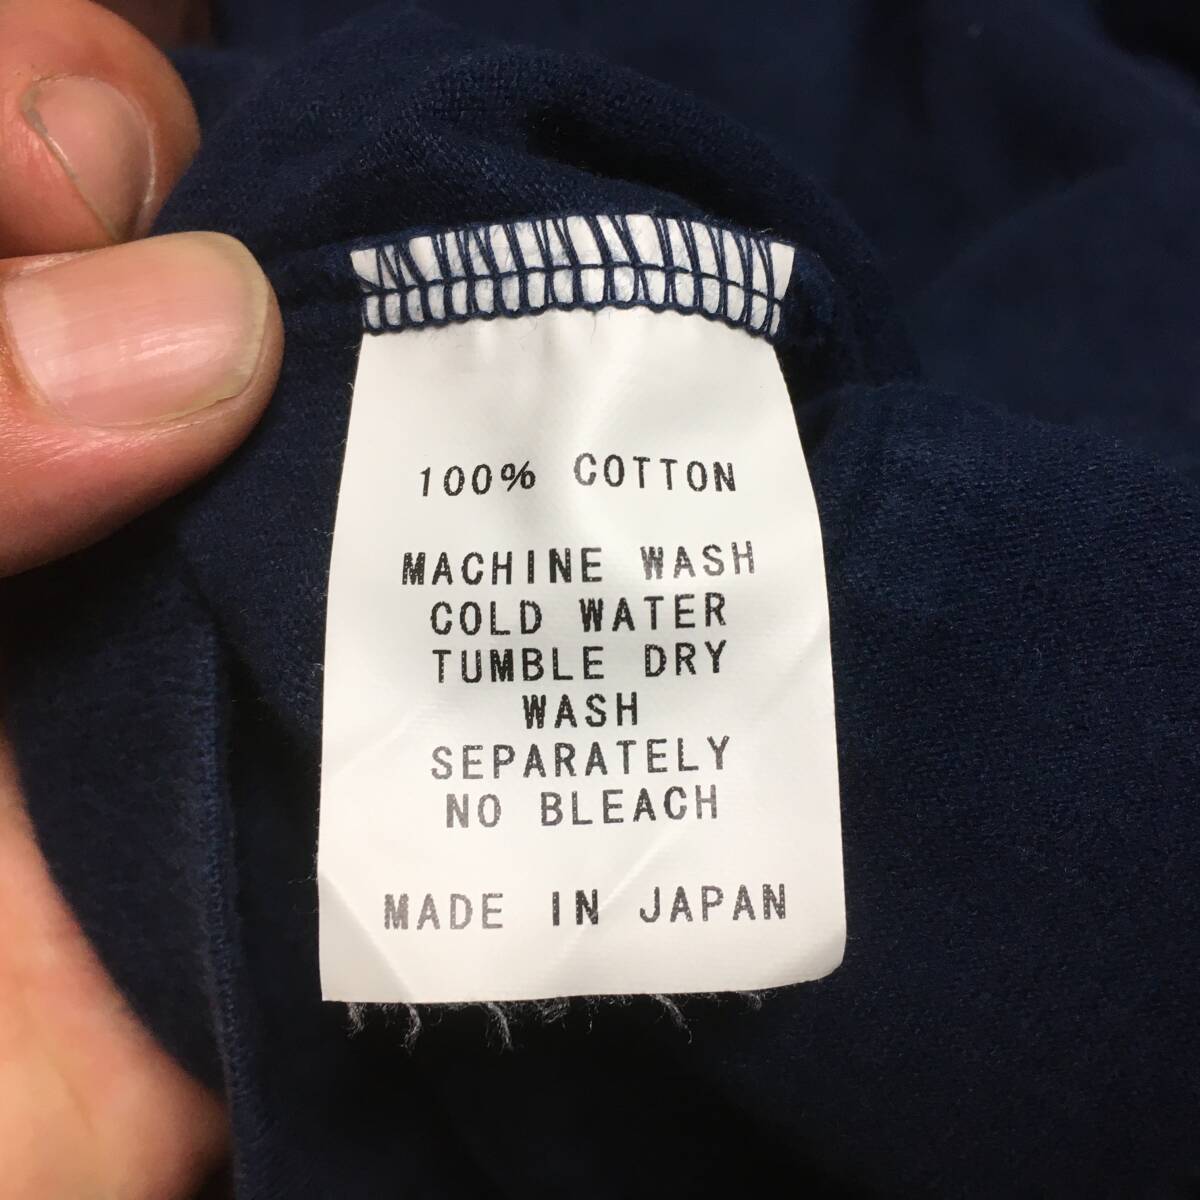 100% COTTON
MACHINE WASH
COLD WATER
TUMBLE DRY
WASH
SEPARATELY
NO BLEACH
MADE IN JAPAN